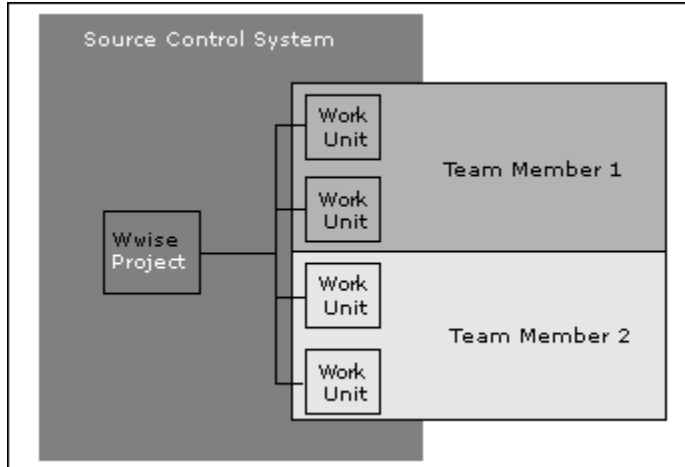 Source Control System
Work
Unit
Team Member 1
Work
Unit
Wwise
Project
Work
Unit
Team Member 2
Work
Unit